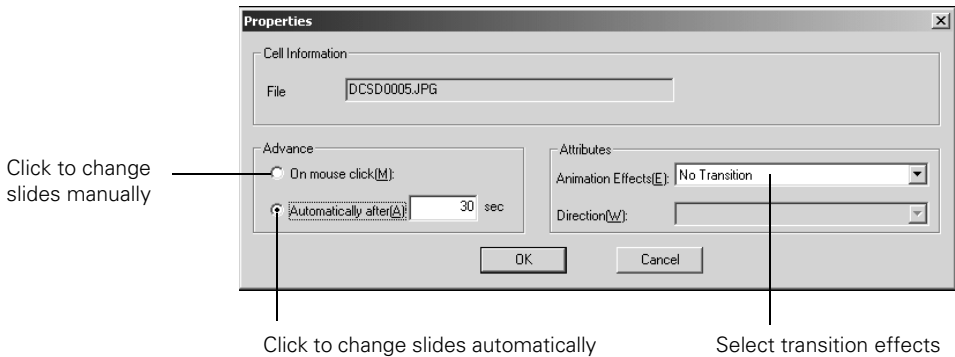 Properties
Cell Information
File DCSD0005.JPG
Advance
On mouse click(M):
Automatically after(A): 30 sec
Attributes
Animation Effects(E): No Transition
Direction(W):
OK Cancel
Click to change
slides manually
Click to change slides automatically
Select transition effects